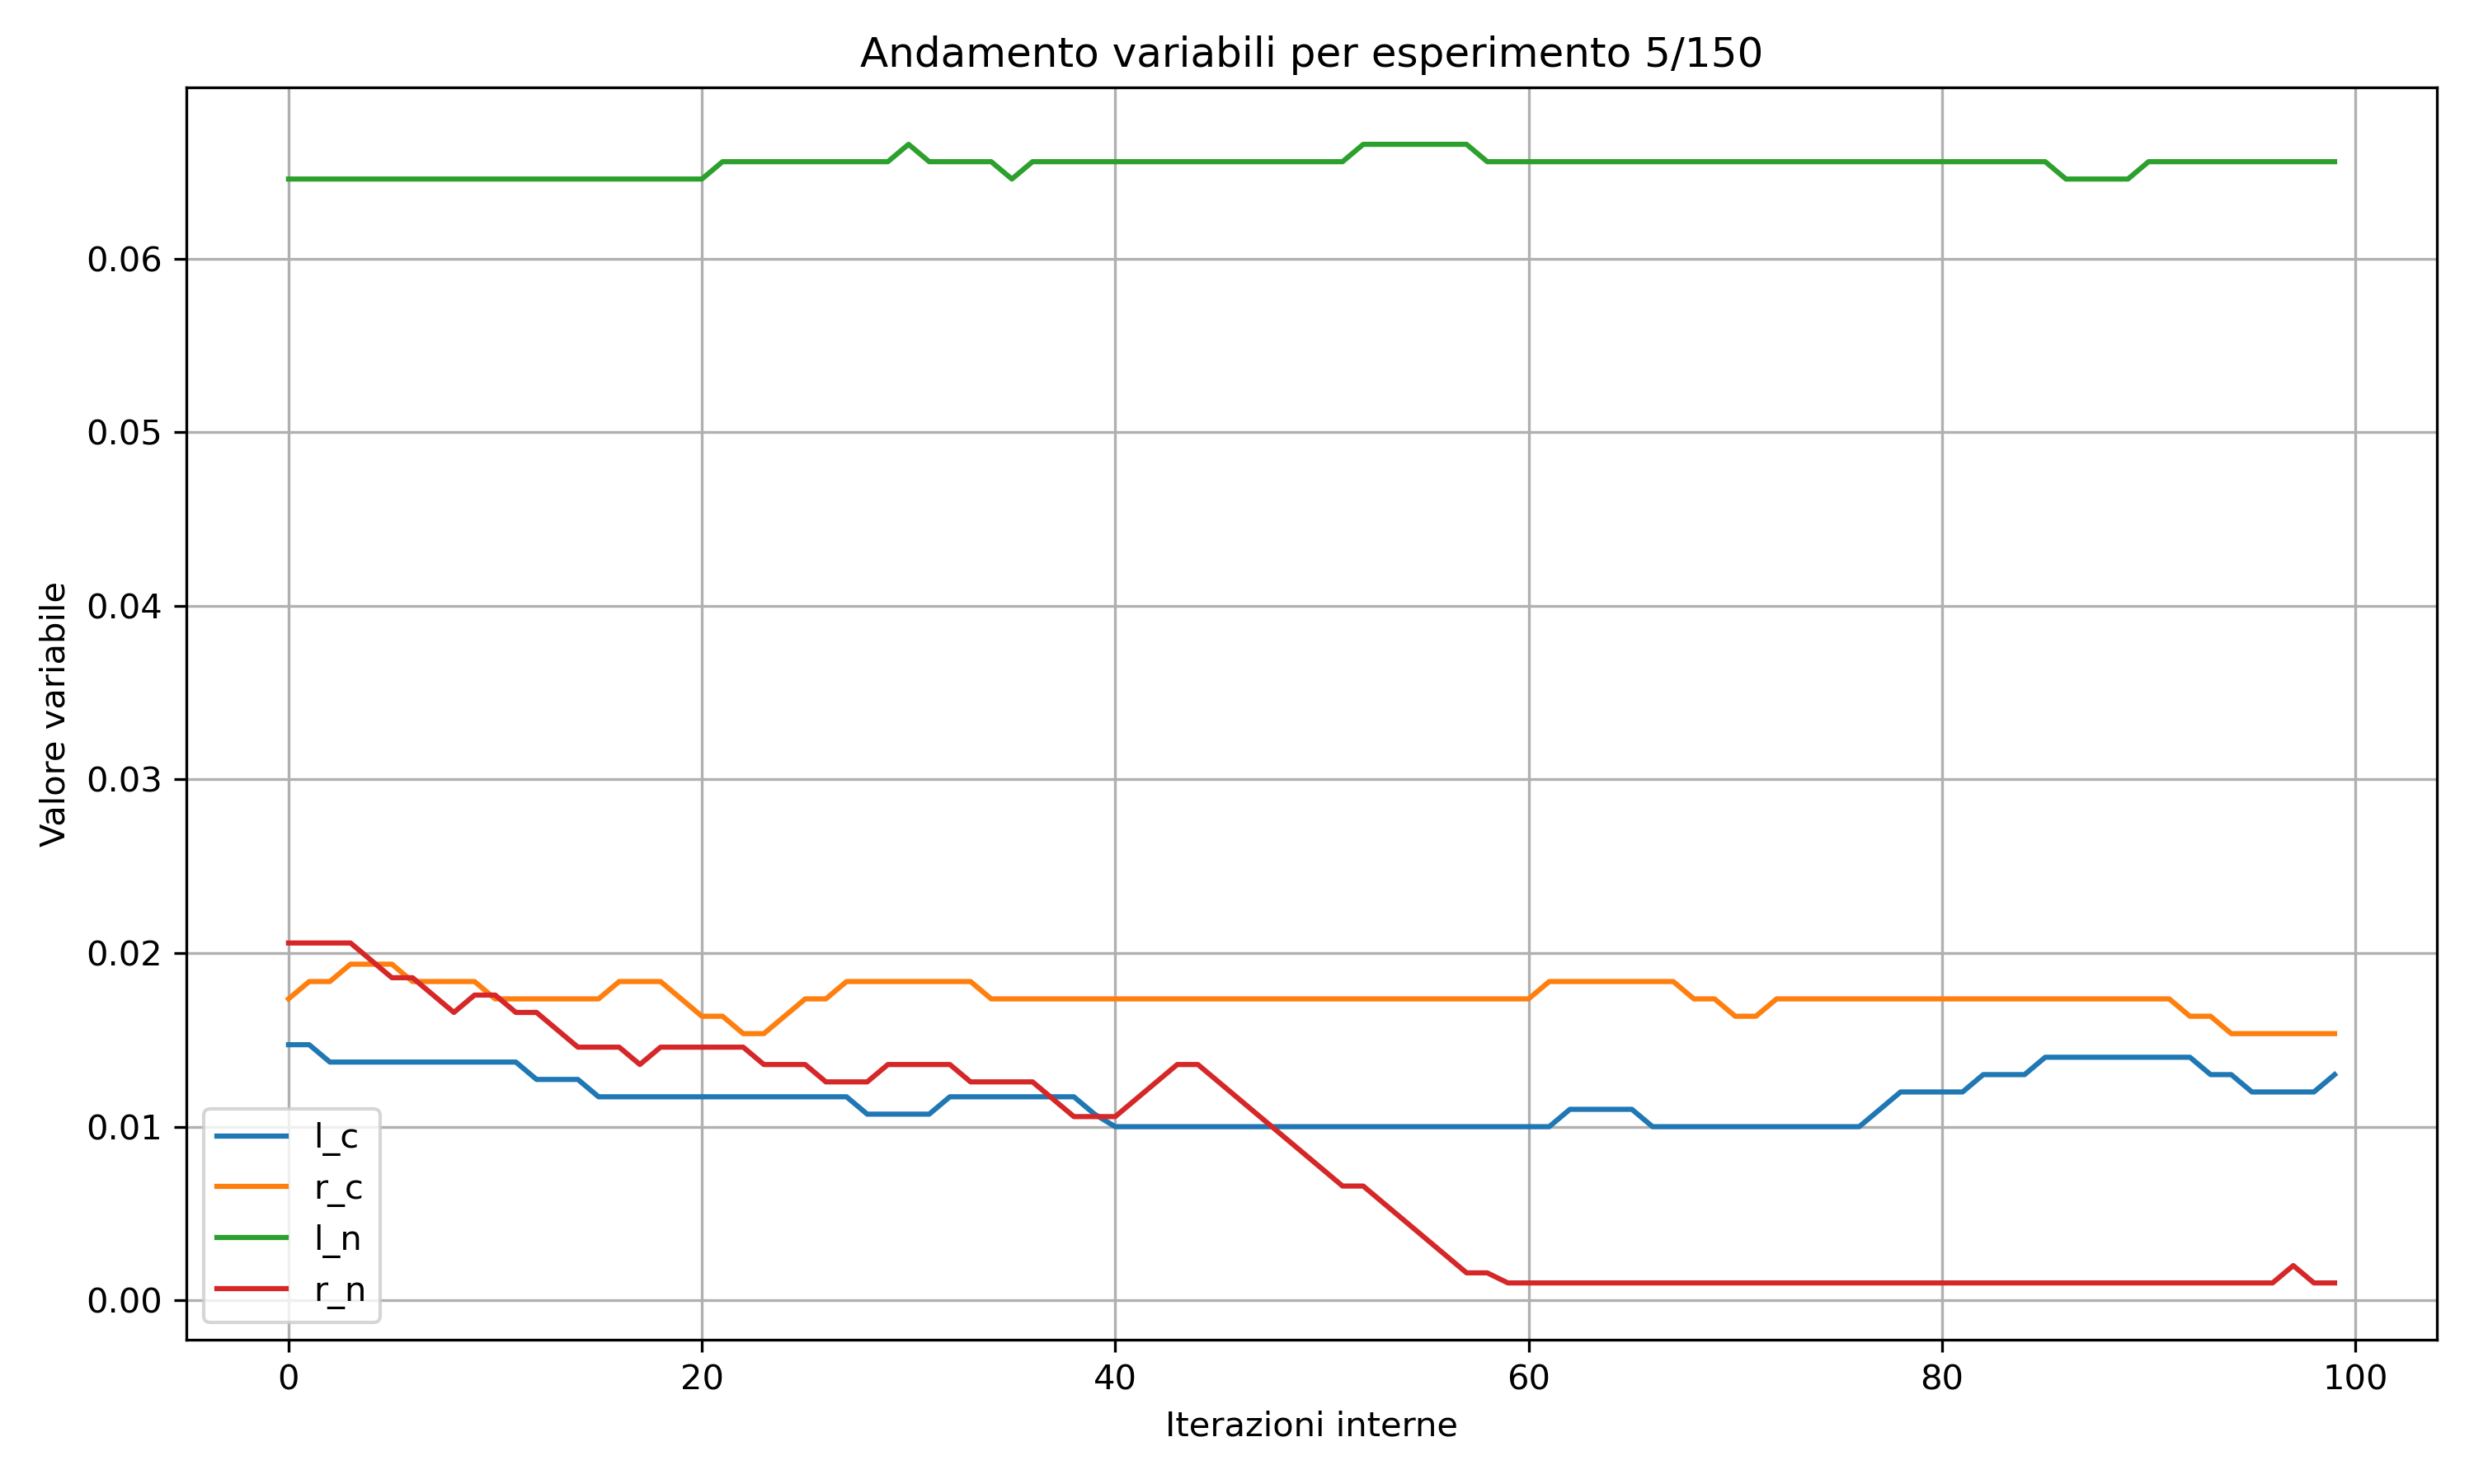 Andamento variabili per esperimento 5/150
Valore variabile
0.06
0.05
0.04
0.03
0.02
0.01
0.00
l_c
r_c
l_n
r_n
0 20 40 60 80 100
Iterazioni interne